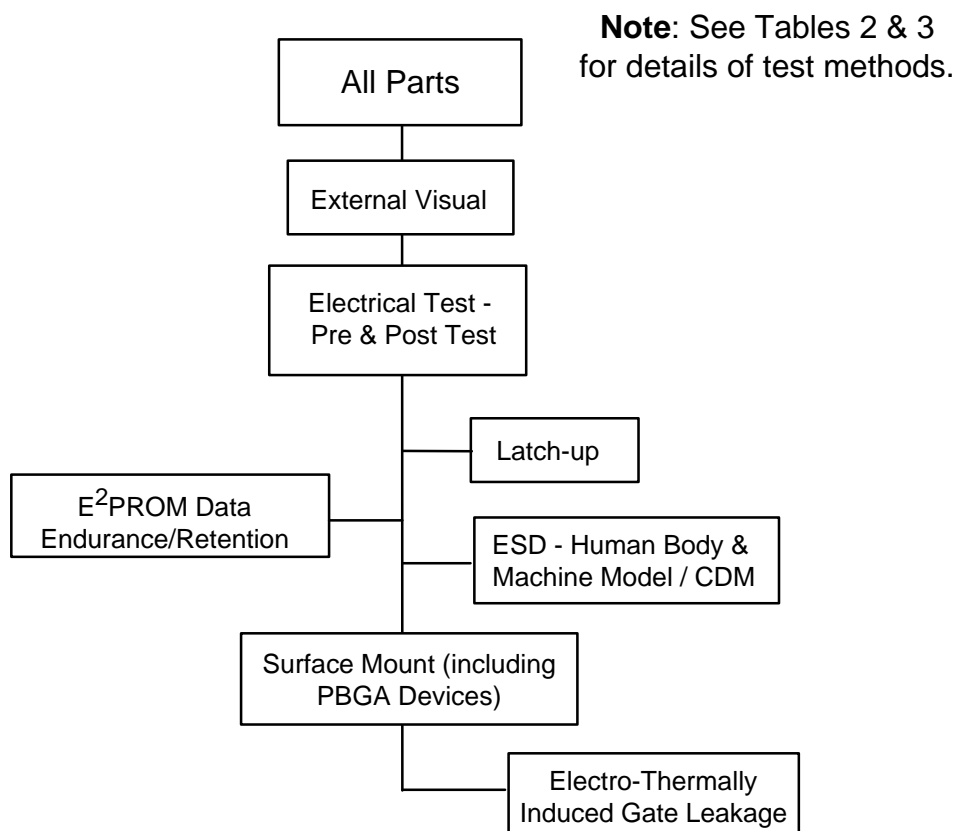 Note: See Tables 2 & 3
for details of test methods.
All Parts
External Visual
Electrical Test -
Pre & Post Test
Latch-up
E²PROM Data
Endurance/Retention
ESD - Human Body &
Machine Model / CDM
Surface Mount (including
PBGA Devices)
Electro-Thermally
Induced Gate Leakage